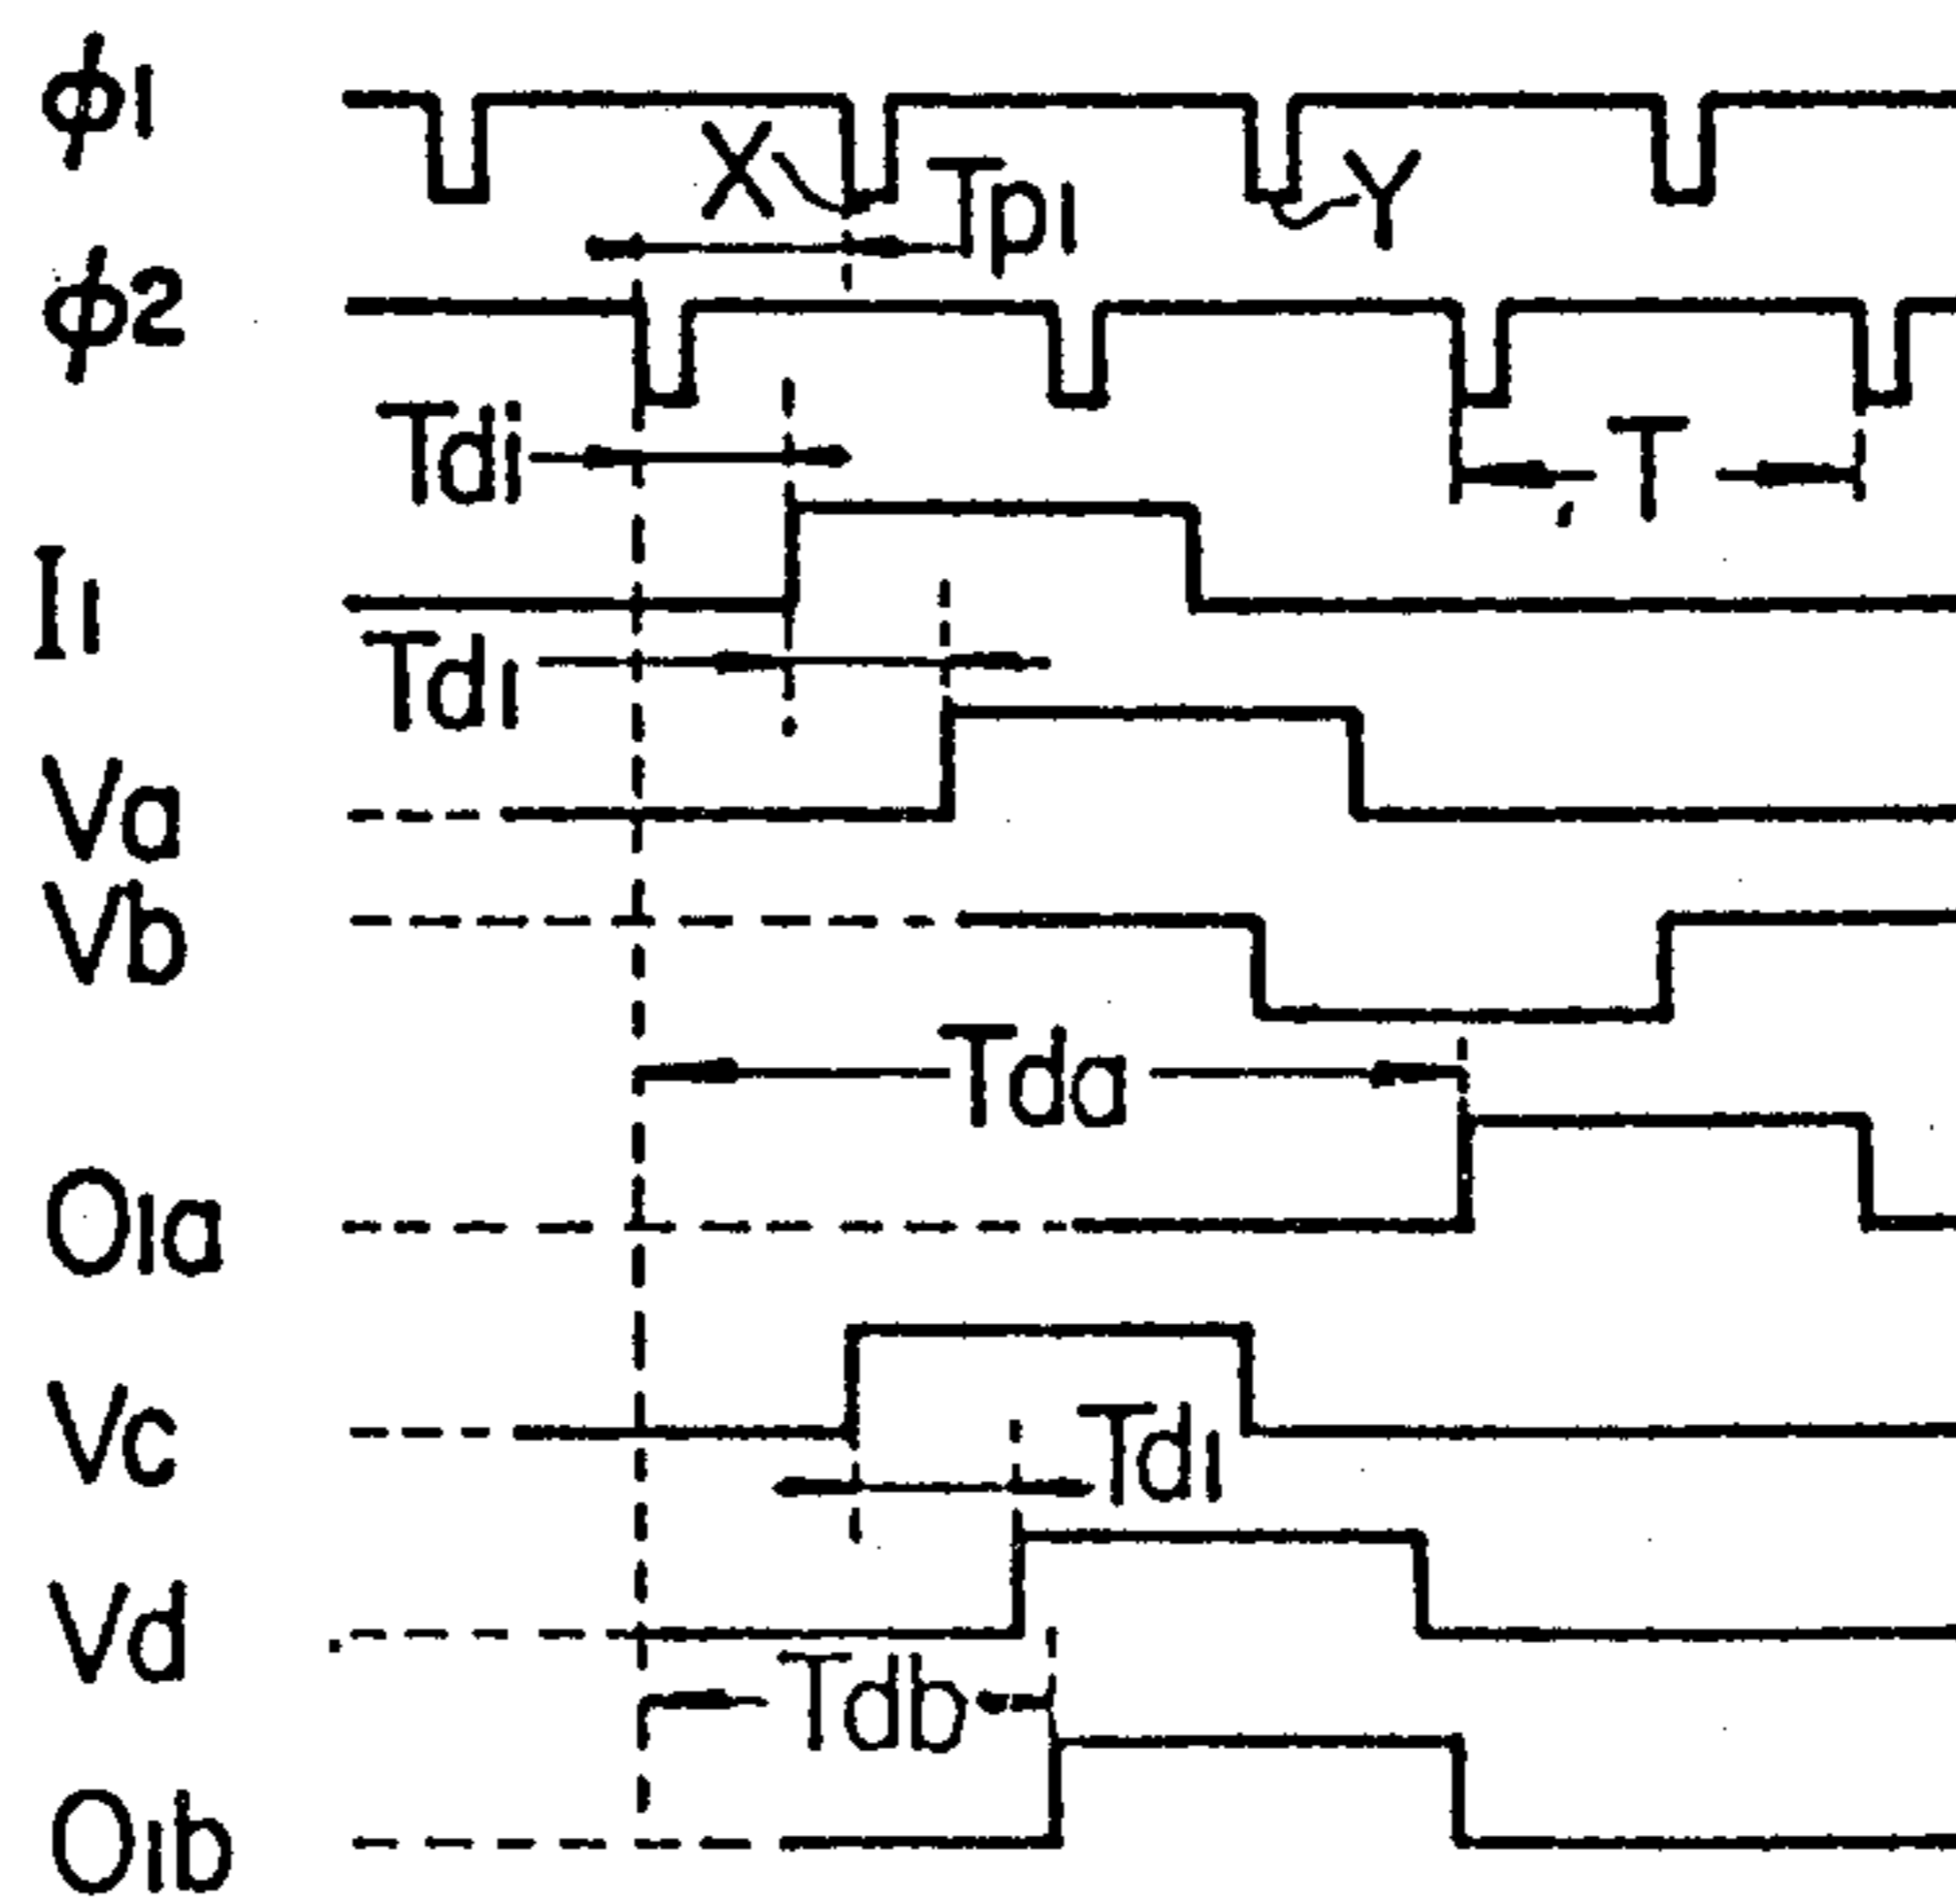 ϕ1
X
Tp1
Y
ϕ2
Tdi
T
I1
Td1
Va
Vb
Tda
O1a
Vc
Td1
Vd
Tdb
O1b